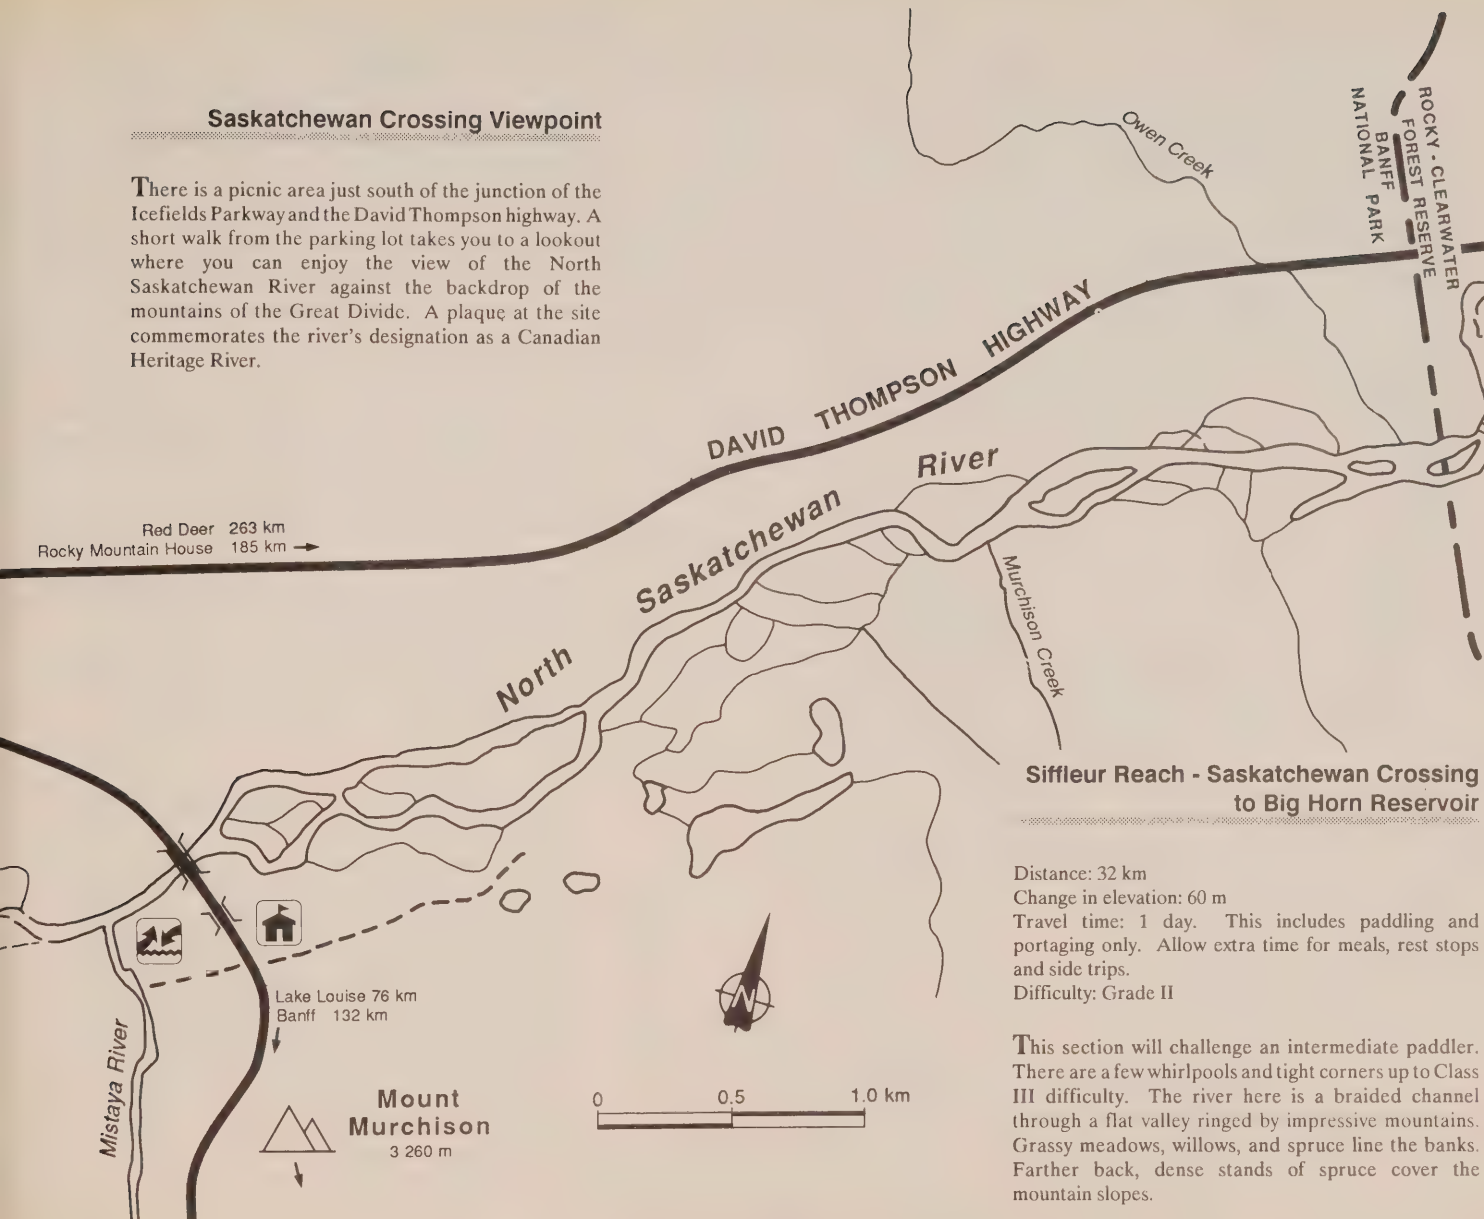 Saskatchewan Crossing Viewpoint
There is a picnic area just south of the junction of the
Icefields Parkway and the David Thompson highway. A
short walk from the parking lot takes you to a lookout
where you can enjoy the view of the North
Saskatchewan River against the backdrop of the
mountains of the Great Divide. A plaque at the site
commemorates the river's designation as a Canadian
Heritage River.
Owen Creek
ROCKY - CLEARWATER
FOREST RESERVE
BANFF
NATIONAL PARK
DAVID THOMPSON HIGHWAY
North Saskatchewan River
Red Deer 263 km
Rocky Mountain House 185 km
Murchison Creek
Siffleur Reach - Saskatchewan Crossing
to Big Horn Reservoir
Distance: 32 km
Change in elevation: 60 m
Travel time: 1 day. This includes paddling and
portaging only. Allow extra time for meals, rest stops
and side trips.
Difficulty: Grade II
This section will challenge an intermediate paddler.
There are a few whirlpools and tight corners up to Class
III difficulty. The river here is a braided channel
through a flat valley ringed by impressive mountains.
Grassy meadows, willows, and spruce line the banks.
Farther back, dense stands of spruce cover the
mountain slopes.
Lake Louise 76 km
Banff 132 km
Mistaya River
Mount
Murchison
3 260 m
N
0 0.5 1.0 km